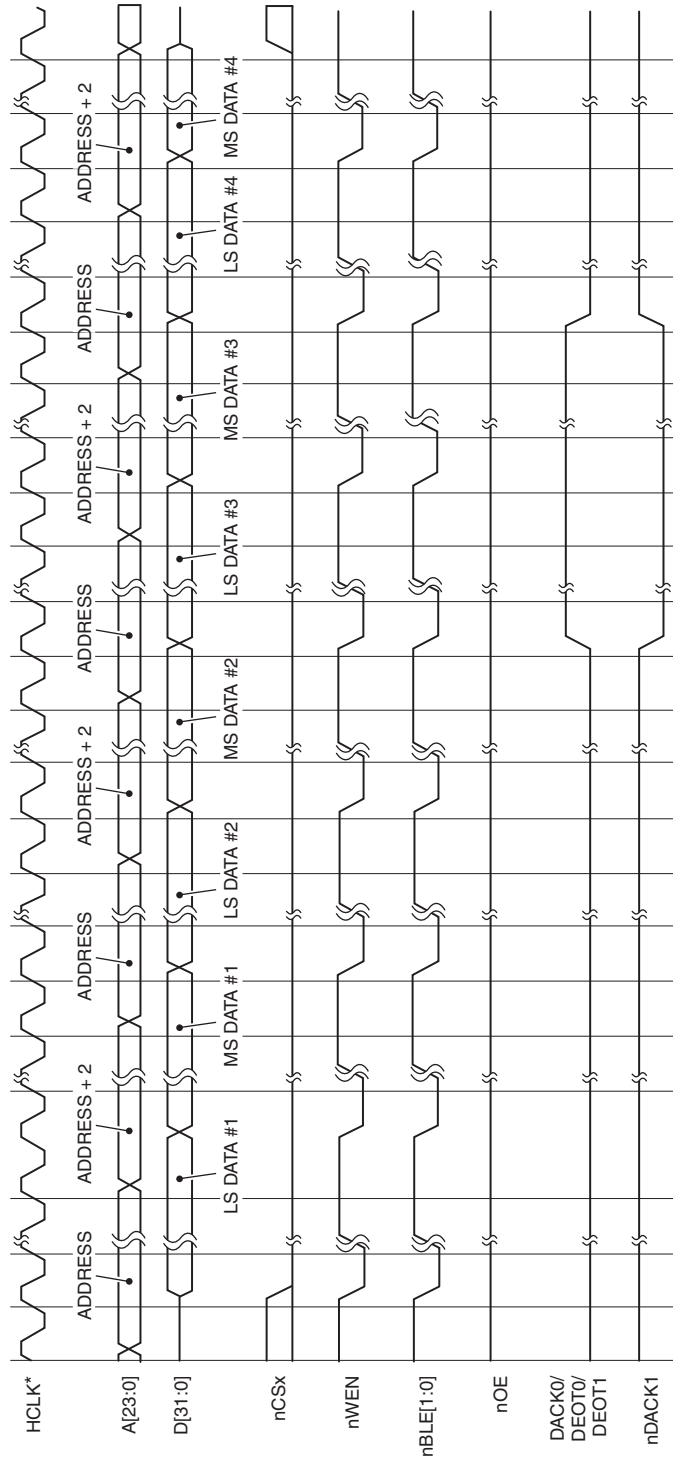 HCLK*
ADDRESS
ADDRESS + 2
ADDRESS
ADDRESS + 2
ADDRESS
ADDRESS + 2
ADDRESS
ADDRESS + 2
A[23:0]
D[31:0]
LS DATA #1
MS DATA #1
LS DATA #2
MS DATA #2
LS DATA #3
MS DATA #3
LS DATA #4
MS DATA #4
nCSx
nWEN
nBLE[1:0]
nOE
DACK0/
DEOT0/
DEOT1
nDACK1